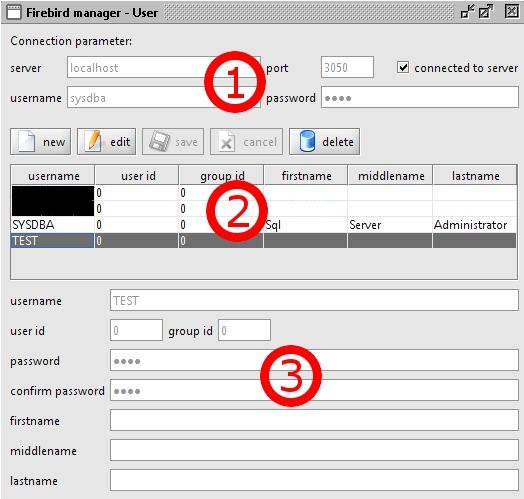 Firebird manager - User
Connection parameter:
server localhost port 3050 connected to server
username sysdba password ••••
1
new edit save cancel delete
username user id group id firstname middlename lastname
0 0
0 0
2
SYSDBA 0 0 Sql Server Administrator
TEST 0 0
username TEST
user id 0 group id 0
password ••••
3
confirm password ••••
firstname
middlename
lastname